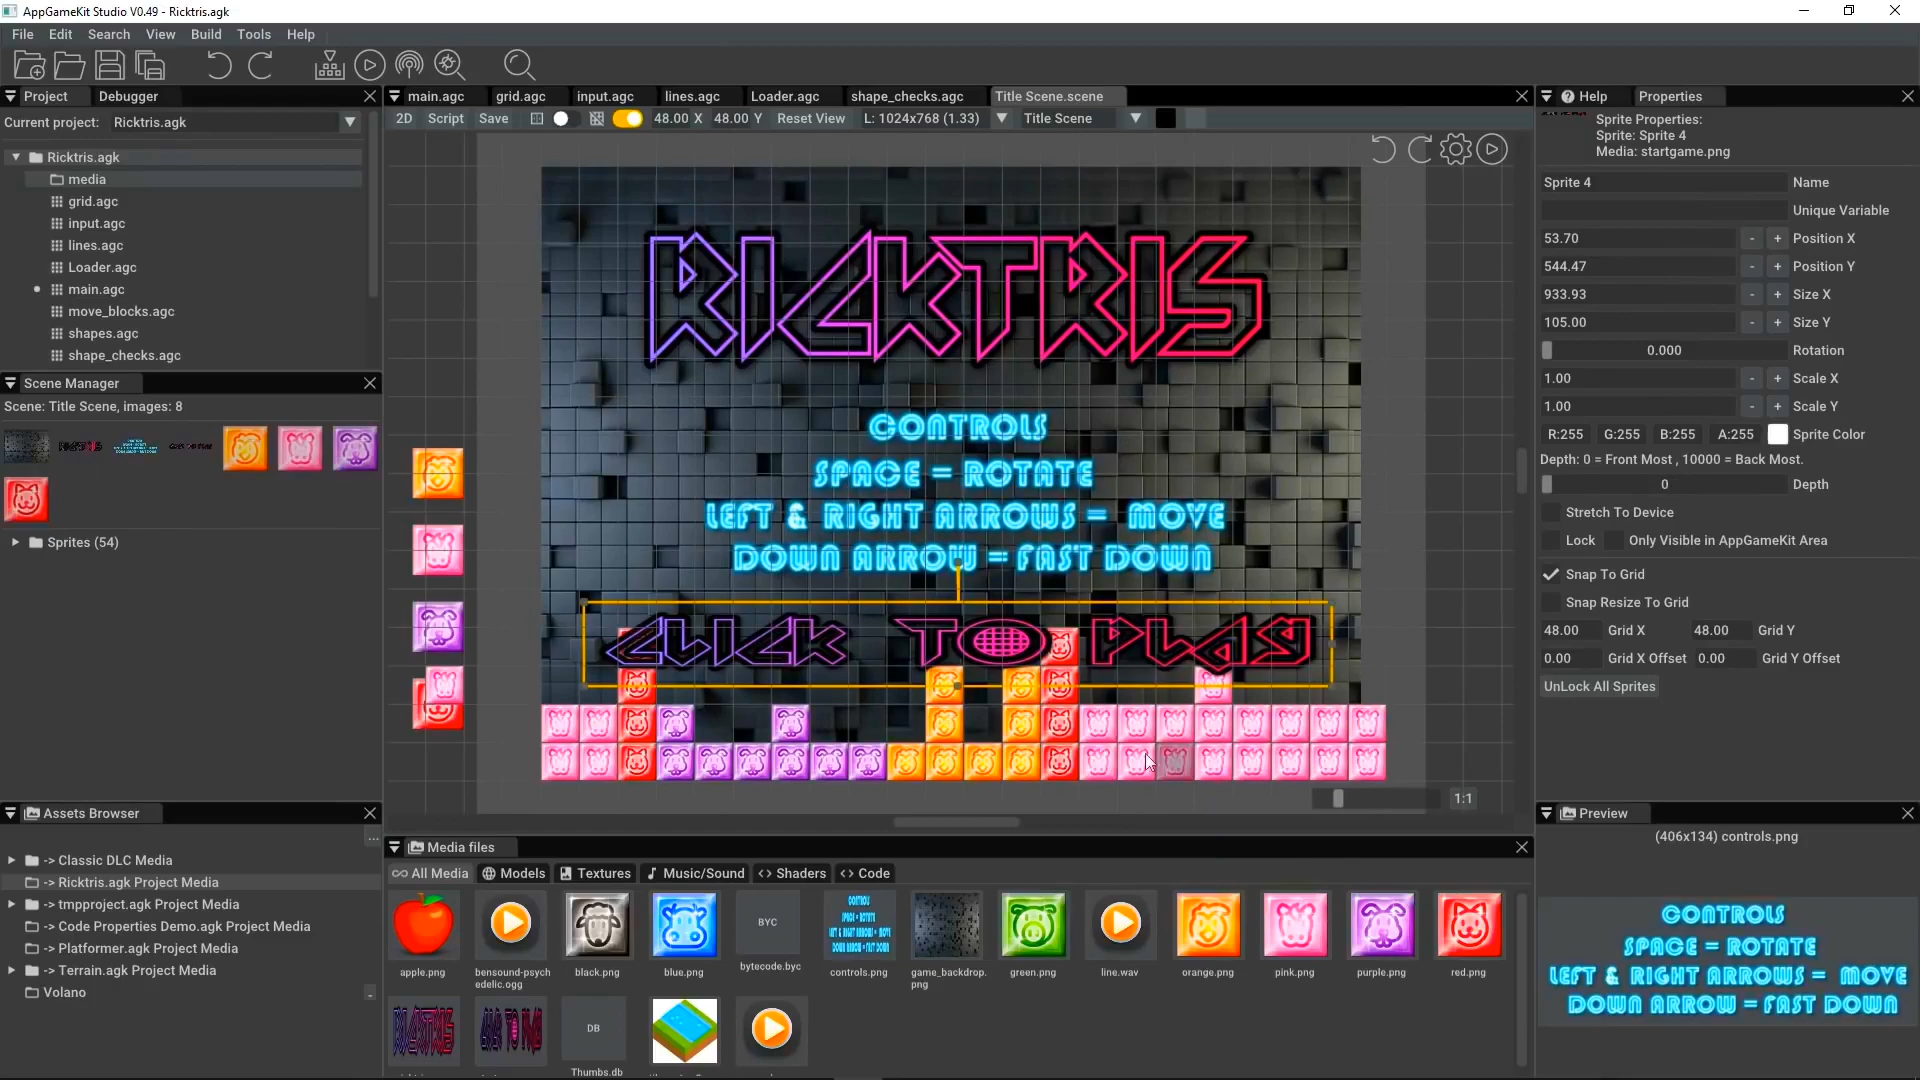 AppGameKit Studio V0.49 - Ricktris.agk
File Edit Search View Build Tools Help
Project Debugger
Current project: Ricktris.agk
Ricktris.agk
media
grid.agc
input.agc
lines.agc
Loader.agc
main.agc
move_blocks.agc
shapes.agc
shape_checks.agc
Scene Manager
Scene: Title Scene, images: 8
Sprites (54)
Assets Browser
...
-> Classic DLC Media
-> Ricktris.agk Project Media
-> tmpproject.agk Project Media
-> Code Properties Demo.agk Project Media
-> Platformer.agk Project Media
-> Terrain.agk Project Media
Volano
main.agc grid.agc input.agc lines.agc Loader.agc shape_checks.agc Title Scene.scene
2D Script Save 48.00 X 48.00 Y Reset View L: 1024x768 (1.33) Title Scene
RICKTRIS
CONTROLS
SPACE = ROTATE
LEFT & RIGHT ARROWS = MOVE
DOWN ARROW = FAST DOWN
CLICK TO PLAY
1:1
Media files
All Media Models Textures Music/Sound Shaders Code
BYC
apple.png bensound-psych black.png blue.png bytecode.byc controls.png game_backdrop. green.png line.wav orange.png pink.png purple.png red.png
edelic.ogg png
RICKTRIS CLICK TO PLAY DB
Thumbs.db
Help Properties
Sprite Properties:
Sprite: Sprite 4
Media: startgame.png
Sprite 4 Name
Unique Variable
53.70 - + Position X
544.47 - + Position Y
933.93 - + Size X
105.00 - + Size Y
0.000 Rotation
1.00 - + Scale X
1.00 - + Scale Y
R:255 G:255 B:255 A:255 Sprite Color
Depth: 0 = Front Most , 10000 = Back Most.
0 Depth
Stretch To Device
Lock Only Visible in AppGameKit Area
Snap To Grid
Snap Resize To Grid
48.00 Grid X 48.00 Grid Y
0.00 Grid X Offset 0.00 Grid Y Offset
UnLock All Sprites
Preview
(406x134) controls.png
CONTROLS
SPACE = ROTATE
LEFT & RIGHT ARROWS = MOVE
DOWN ARROW = FAST DOWN